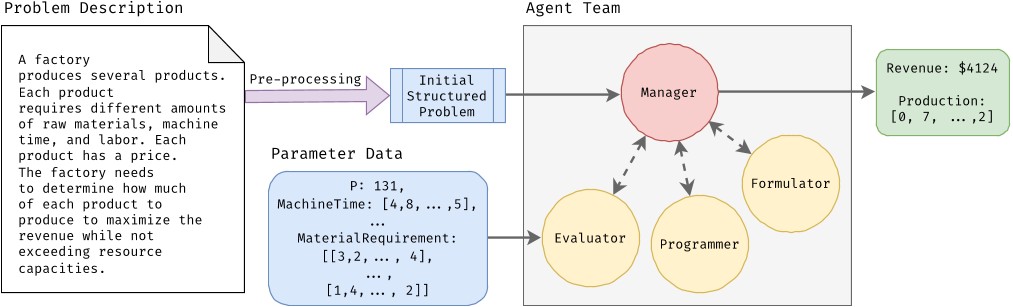 Problem Description
A factory
produces several products.
Each product
requires different amounts
of raw materials, machine
time, and labor. Each
product has a price.
The factory needs
to determine how much
of each product to
produce to maximize the
revenue while not
exceeding resource
capacities.
Pre-processing
Initial
Structured
Problem
Parameter Data
P: 131,
MachineTime: [4,8, ...,5],
...
MaterialRequirement:
[[3,2, ..., 4],
...,
[1,4, ..., 2]]
Agent Team
Manager
Evaluator
Programmer
Formulator
Revenue: $4124
Production:
[0, 7, ...,2]